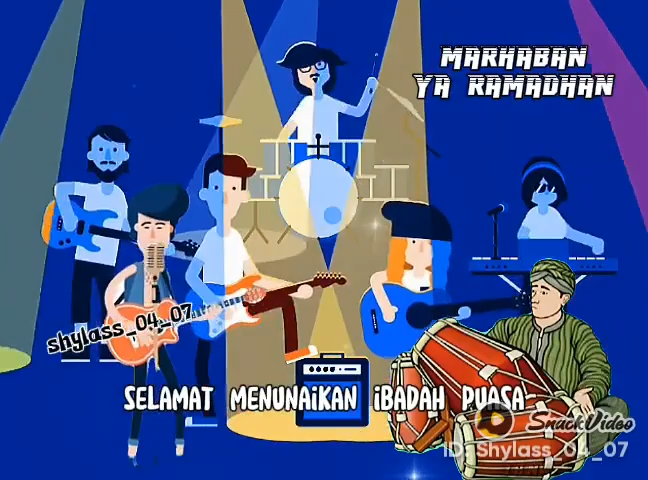 MARHABAN
YA RAMADHAN
shylass_04_07
SELAMAT MENUNAiKAN iBADAH PUASA
SnackVideo
ID: Shylass_04_07